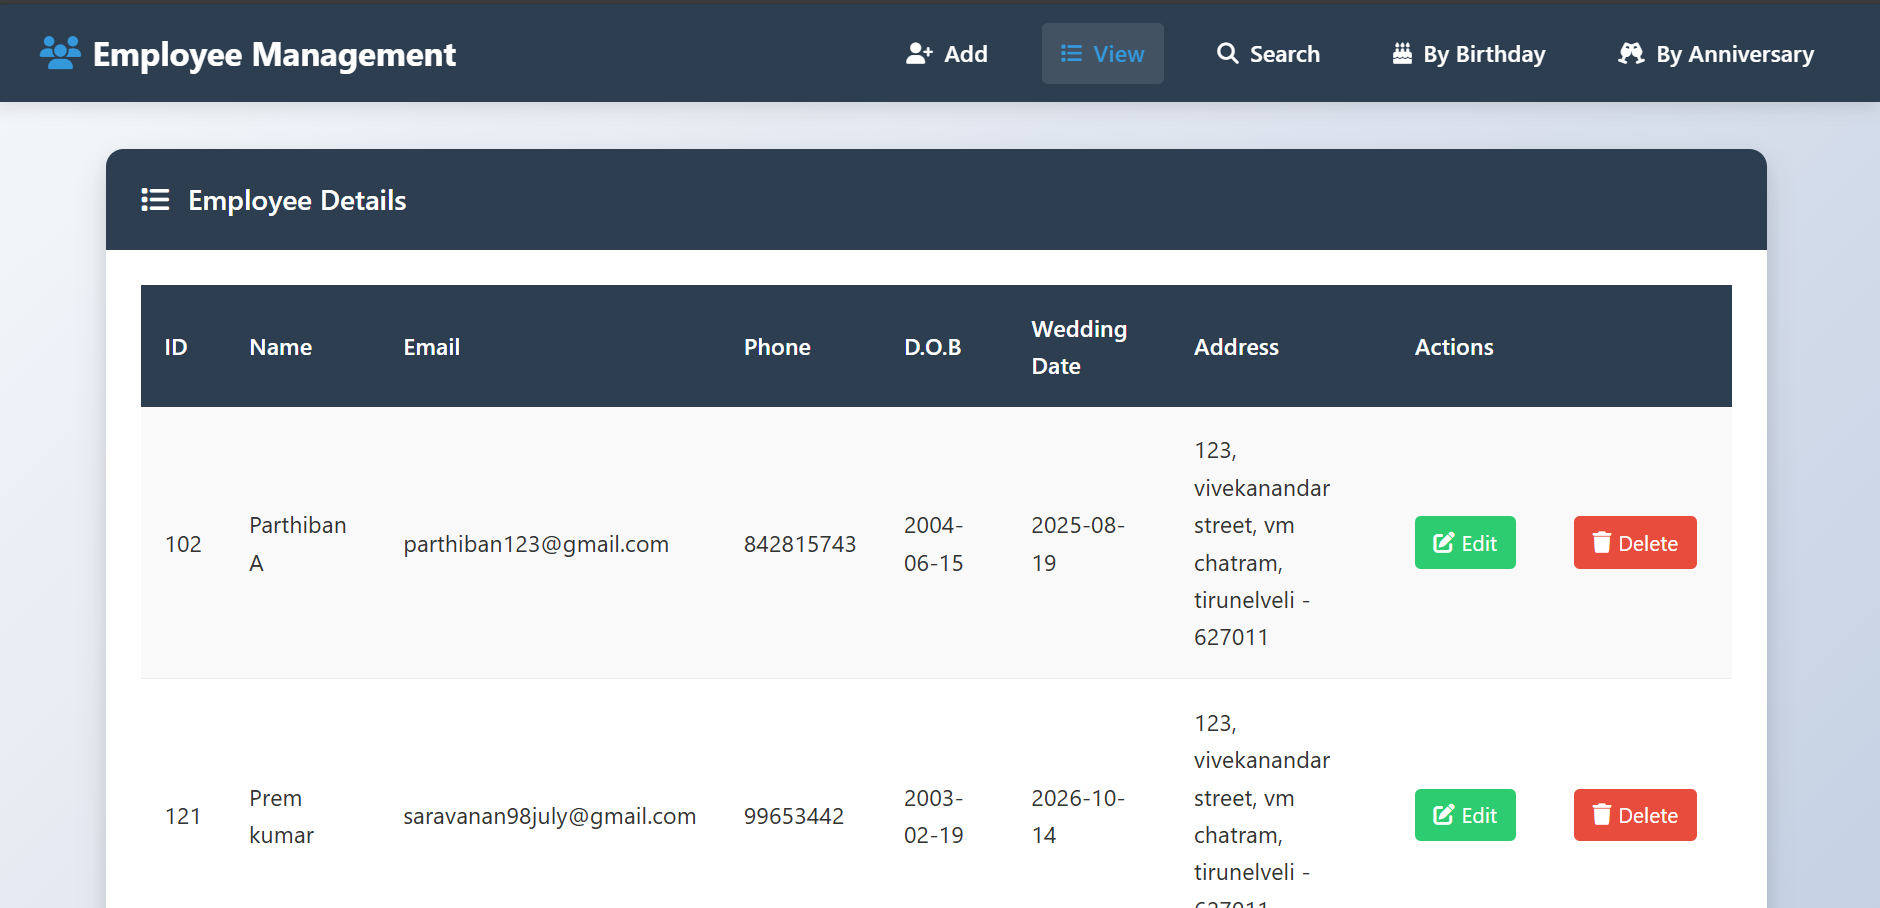 Employee Management
Add
View
Search
By Birthday
By Anniversary
Employee Details
ID
Name
Email
Phone
D.O.B
Wedding
Date
Address
Actions
102
Parthiban
A
parthiban123@gmail.com
842815743
2004-
06-15
2025-08-
19
123,
vivekanandar
street, vm
chatram,
tirunelveli -
627011
Edit
Delete
121
Prem
kumar
saravanan98july@gmail.com
99653442
2003-
02-19
2026-10-
14
123,
vivekanandar
street, vm
chatram,
tirunelveli -
627011
Edit
Delete